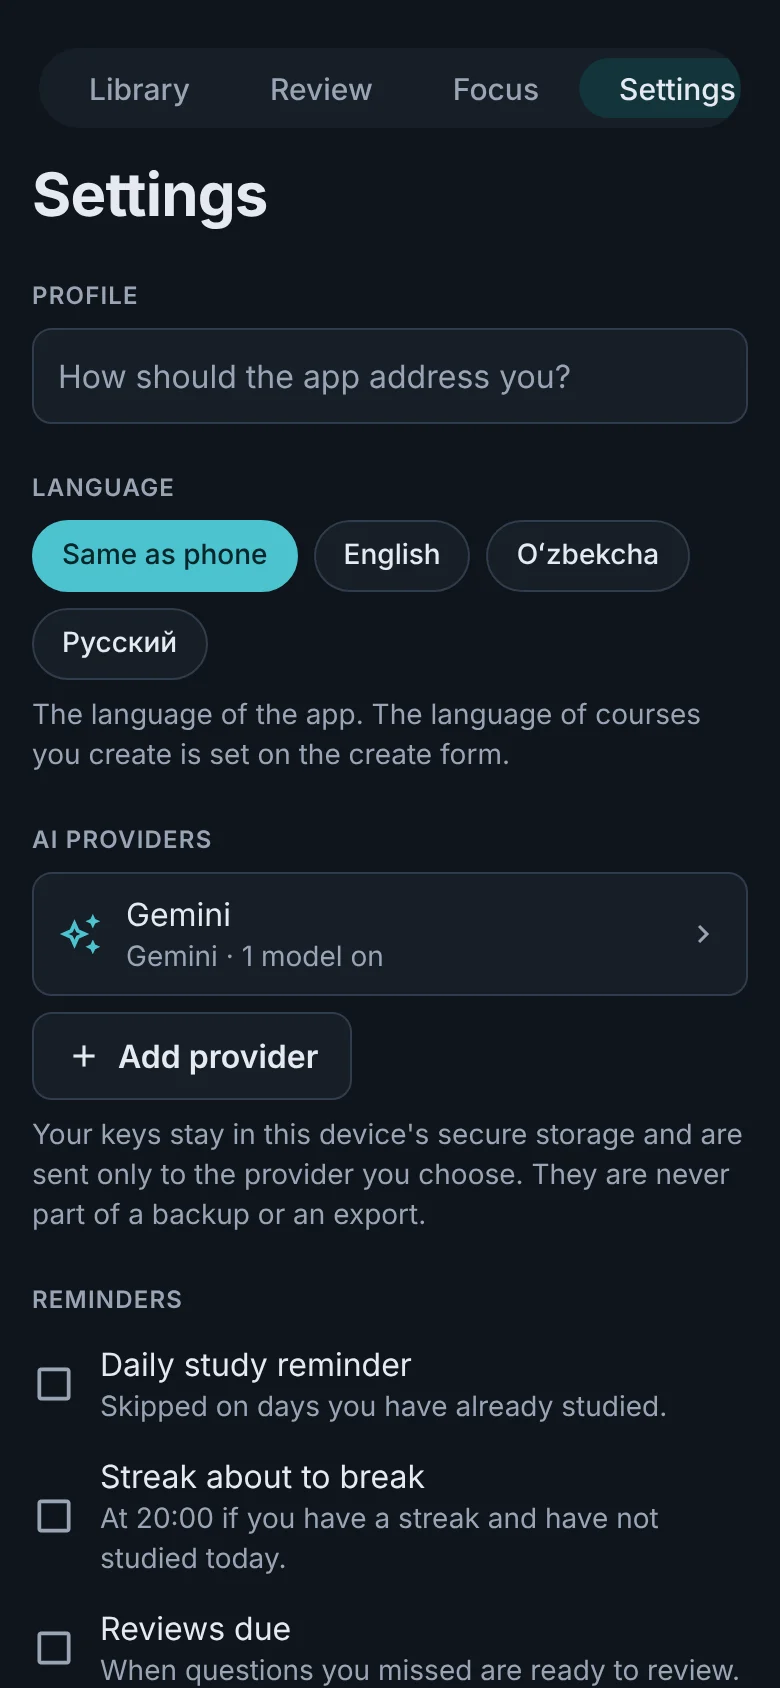 Library Review Focus Settings
Settings
PROFILE
How should the app address you?
LANGUAGE
Same as phone English Oʻzbekcha
Русский
The language of the app. The language of courses
you create is set on the create form.
AI PROVIDERS
Gemini
Gemini · 1 model on
+ Add provider
Your keys stay in this device's secure storage and are
sent only to the provider you choose. They are never
part of a backup or an export.
REMINDERS
Daily study reminder
Skipped on days you have already studied.
Streak about to break
At 20:00 if you have a streak and have not
studied today.
Reviews due
When questions you missed are ready to review.